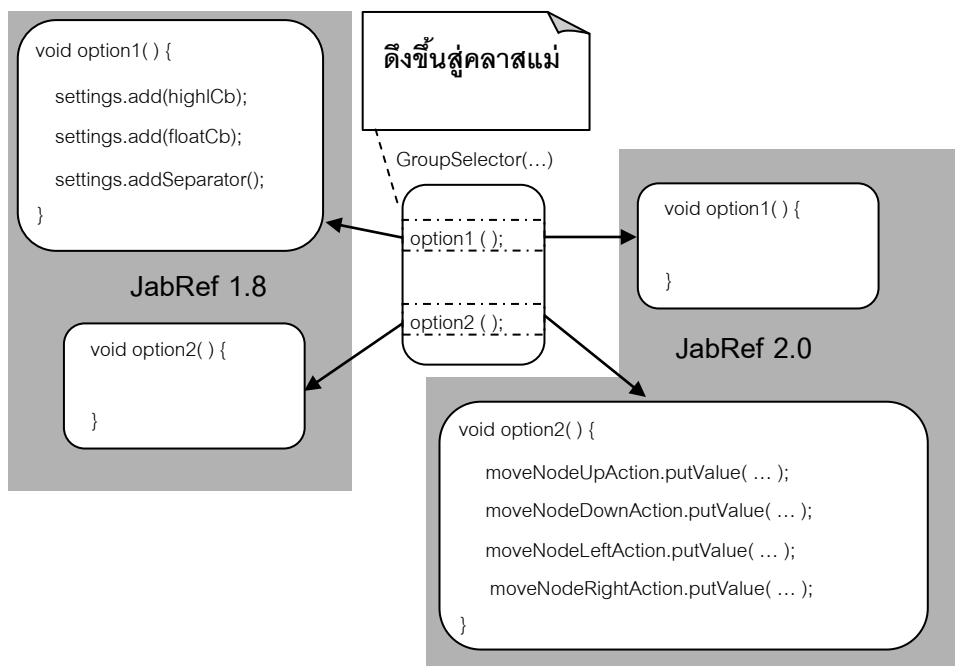 void option1( ) {
settings.add(highlCb);
settings.add(floatCb);
settings.addSeparator();
}
JabRef 1.8
void option2( ) {
}
ดึงขึ้นสู่คลาสแม่
GroupSelector(…)
option1 ( );
option2 ( );
void option1( ) {
}
JabRef 2.0
void option2( ) {
moveNodeUpAction.putValue( … );
moveNodeDownAction.putValue( … );
moveNodeLeftAction.putValue( … );
moveNodeRightAction.putValue( … );
}